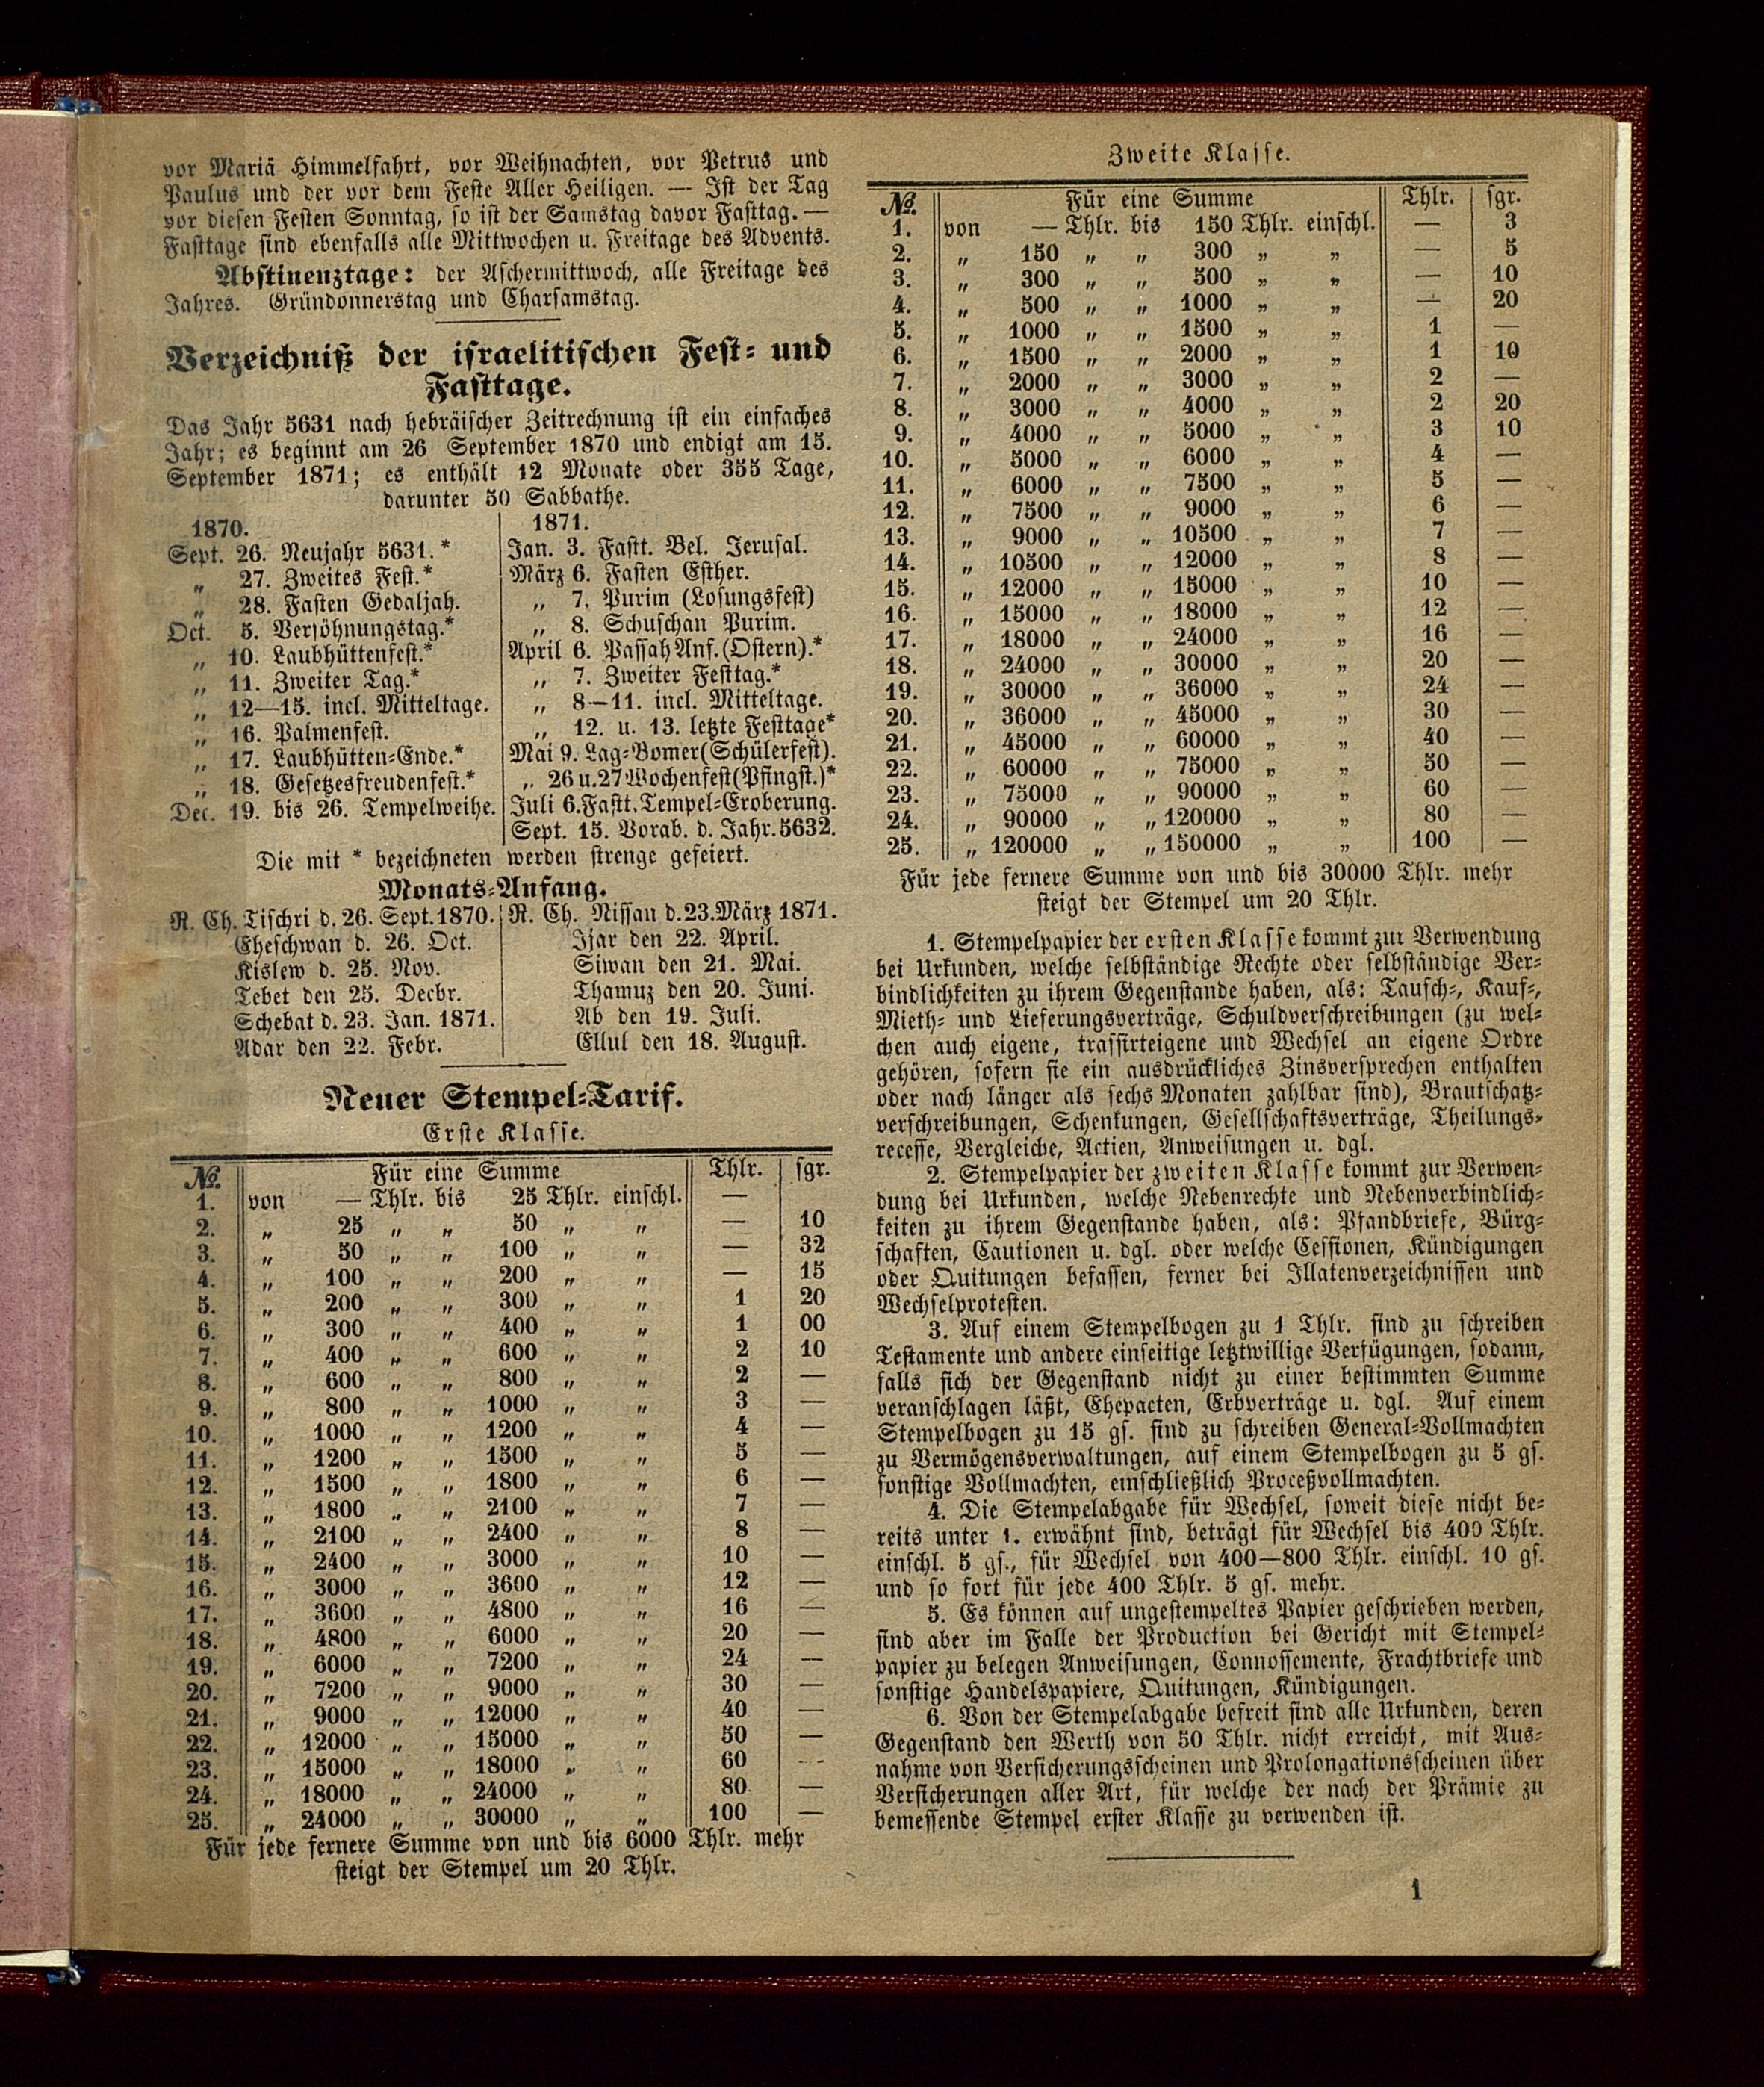 vor Mariä Himmelfahrt, vor Weihnachten, vor Petrus und
Paulus und der vor dem Feste Aller Heiligen. — Ist der Tag
vor diesen Festen Sonntag, so ist der Samstag davor Fasttag. —
Fasttage sind ebenfalls alle Mittwochen u. Freitage des Advents.
Abstinenztage: der Aschermittwoch, alle Freitage des
Jahres. Gründonnerstag und Charsamstag.
Verzeichniß der israelitischen Fest- und
Fasttage.
Das Jahr 5631 nach hebräischer Zeitrechnung ist ein einfaches
Jahr; es beginnt am 26 September 1870 und endigt am 15.
September 1871; es enthält 12 Monate oder 355 Tage,
darunter 50 Sabbathe.
1870.
Sept. 26. Neujahr 5631.*
„ 27. Zweites Fest.*
„ 28. Fasten Gedaljah.
Oct. 5. Versöhnungstag.*
„ 10. Laubhüttenfest.*
„ 11. Zweiter Tag.*
„ 12—15. incl. Mitteltage.
„ 16. Palmenfest.
„ 17. Laubhütten-Ende.*
„ 18. Gesetzesfreudenfest.*
Dec. 19. bis 26. Tempelweihe.
1871.
Jan. 3. Fastt. Bel. Jerusal.
März 6. Fasten Esther.
„ 7. Purim (Losungsfest)
„ 8. Schuschan Purim.
April 6. Passah Anf. (Ostern).*
„ 7. Zweiter Festtag.*
„ 8—11. incl. Mitteltage.
„ 12. u. 13. letzte Festtage*
Mai 9. Lag-Bomer (Schülerfest).
„ 26 u. 27 Wochenfest (Pfingst.)*
Juli 6. Fastt. Tempel-Eroberung.
Sept. 15. Vorab. d. Jahr. 5632.
Die mit * bezeichneten werden strenge gefeiert.
Monats-Anfang.
R. Ch. Tischri d. 26. Sept. 1870.
Cheschwan d. 26. Oct.
Kislew d. 25. Nov.
Tebet den 25. Decbr.
Schebat d. 23. Jan. 1871.
Adar den 22. Febr.
R. Ch. Nissan d. 23. März 1871.
Ijar den 22. April.
Siwan den 21. Mai.
Thamuz den 20. Juni.
Ab den 19. Juli.
Ellul den 18. August.
Neuer Stempel-Tarif.
Erste Klasse.
№. Für eine Summe Thlr. sgr.
1. von — Thlr. bis 25 Thlr. einschl. —
2. „ 25 „ „ 50 „ „ — 10
3. „ 50 „ „ 100 „ „ — 32
4. „ 100 „ „ 200 „ „ — 15
5. „ 200 „ „ 300 „ „ 1 20
6. „ 300 „ „ 400 „ „ 1 00
7. „ 400 „ „ 600 „ „ 2 10
8. „ 600 „ „ 800 „ „ 2 —
9. „ 800 „ „ 1000 „ „ 3 —
10. „ 1000 „ „ 1200 „ „ 4 —
11. „ 1200 „ „ 1500 „ „ 5 —
12. „ 1500 „ „ 1800 „ „ 6 —
13. „ 1800 „ „ 2100 „ „ 7 —
14. „ 2100 „ „ 2400 „ „ 8 —
15. „ 2400 „ „ 3000 „ „ 10 —
16. „ 3000 „ „ 3600 „ „ 12 —
17. „ 3600 „ „ 4800 „ „ 16 —
18. „ 4800 „ „ 6000 „ „ 20 —
19. „ 6000 „ „ 7200 „ „ 24 —
20. „ 7200 „ „ 9000 „ „ 30 —
21. „ 9000 „ „ 12000 „ „ 40 —
22. „ 12000 „ „ 15000 „ „ 50 —
23. „ 15000 „ „ 18000 „ „ 60 —
24. „ 18000 „ „ 24000 „ „ 80 —
25. „ 24000 „ „ 30000 „ „ 100 —
Für jede fernere Summe von und bis 6000 Thlr. mehr
steigt der Stempel um 20 Thlr.
Zweite Klasse.
№. Für eine Summe Thlr. sgr.
1. von — Thlr. bis 150 Thlr. einschl. — 3
2. „ 150 „ „ 300 „ „ — 5
3. „ 300 „ „ 500 „ „ — 10
4. „ 500 „ „ 1000 „ „ — 20
5. „ 1000 „ „ 1500 „ „ 1 —
6. „ 1500 „ „ 2000 „ „ 1 10
7. „ 2000 „ „ 3000 „ „ 2 —
8. „ 3000 „ „ 4000 „ „ 2 20
9. „ 4000 „ „ 5000 „ „ 3 10
10. „ 5000 „ „ 6000 „ „ 4 —
11. „ 6000 „ „ 7500 „ „ 5 —
12. „ 7500 „ „ 9000 „ „ 6 —
13. „ 9000 „ „ 10500 „ „ 7 —
14. „ 10500 „ „ 12000 „ „ 8 —
15. „ 12000 „ „ 15000 „ „ 10 —
16. „ 15000 „ „ 18000 „ „ 12 —
17. „ 18000 „ „ 24000 „ „ 16 —
18. „ 24000 „ „ 30000 „ „ 20 —
19. „ 30000 „ „ 36000 „ „ 24 —
20. „ 36000 „ „ 45000 „ „ 30 —
21. „ 45000 „ „ 60000 „ „ 40 —
22. „ 60000 „ „ 75000 „ „ 50 —
23. „ 75000 „ „ 90000 „ „ 60 —
24. „ 90000 „ „ 120000 „ „ 80 —
25. „ 120000 „ „ 150000 „ „ 100 —
Für jede fernere Summe von und bis 30000 Thlr. mehr
steigt der Stempel um 20 Thlr.
1. Stempelpapier der ersten Klasse kommt zur Verwendung
bei Urkunden, welche selbständige Rechte oder selbständige Ver-
bindlichkeiten zu ihrem Gegenstande haben, als: Tausch-, Kauf-,
Mieth- und Lieferungsverträge, Schuldverschreibungen (zu wel-
chen auch eigene, trassirteigene und Wechsel an eigene Ordre
gehören, sofern sie ein ausdrückliches Zinsversprechen enthalten
oder nach länger als sechs Monaten zahlbar sind), Brautschatz-
verschreibungen, Schenkungen, Gesellschaftsverträge, Theilungs-
recesse, Vergleiche, Actien, Anweisungen u. dgl.
2. Stempelpapier der zweiten Klasse kommt zur Verwen-
dung bei Urkunden, welche Nebenrechte und Nebenverbindlich-
keiten zu ihrem Gegenstande haben, als: Pfandbriefe, Bürg-
schaften, Cautionen u. dgl. oder welche Cessionen, Kündigungen
oder Quitungen befassen, ferner bei Illatenverzeichnissen und
Wechselprotesten.
3. Auf einem Stempelbogen zu 1 Thlr. sind zu schreiben
Testamente und andere einseitige letztwillige Verfügungen, sodann,
falls sich der Gegenstand nicht zu einer bestimmten Summe
veranschlagen läßt, Ehepacten, Erbverträge u. dgl. Auf einem
Stempelbogen zu 15 gs. sind zu schreiben General-Vollmachten
zu Vermögensverwaltungen, auf einem Stempelbogen zu 5 gs.
sonstige Vollmachten, einschließlich Proceßvollmachten.
4. Die Stempelabgabe für Wechsel, soweit diese nicht be-
reits unter 1. erwähnt sind, beträgt für Wechsel bis 400 Thlr.
einschl. 5 gs., für Wechsel von 400—800 Thlr. einschl. 10 gs.
und so fort für jede 400 Thlr. 5 gs. mehr.
5. Es können auf ungestempeltes Papier geschrieben werden,
sind aber im Falle der Production bei Gericht mit Stempel-
papier zu belegen Anweisungen, Connossemente, Frachtbriefe und
sonstige Handelspapiere, Quitungen, Kündigungen.
6. Von der Stempelabgabe befreit sind alle Urkunden, deren
Gegenstand den Werth von 50 Thlr. nicht erreicht, mit Aus-
nahme von Versicherungsscheinen und Prolongationsscheinen über
Versicherungen aller Art, für welche der nach der Prämie zu
bemessende Stempel erster Klasse zu verwenden ist.
1